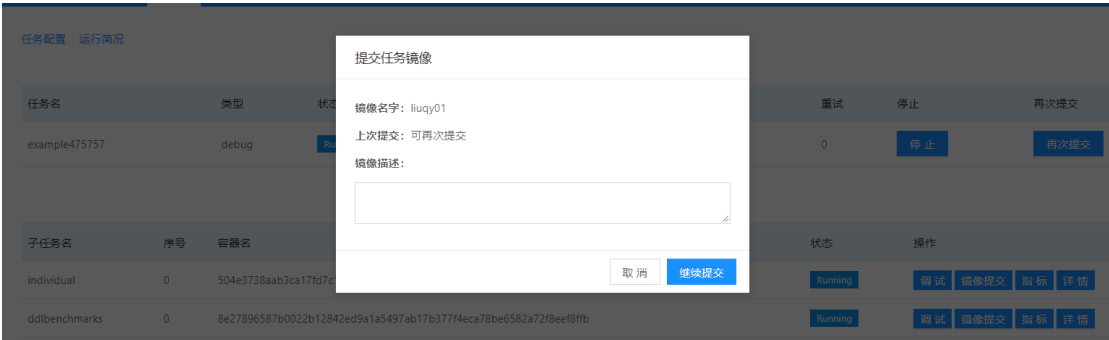 任务配置 | 运行简况
提交任务镜像
任务名 类型 状态 重试 停止 再次提交
镜像名字：liuqy01
上次提交：可再次提交
example475757 debug Ru 0 停 止 再次提交
镜像描述：
子任务名 序号 容器名 状态 操作
取 消 继续提交
individual 0 504e3738aab3ca17fd7c Running 调 试 镜像提交 指 标 详 情
ddlbenchmarks 0 8e27896587b0022b12842ed9a1a5497ab17b377f4eca78be6582a72f8eef8ffb Running 调 试 镜像提交 指 标 详 情